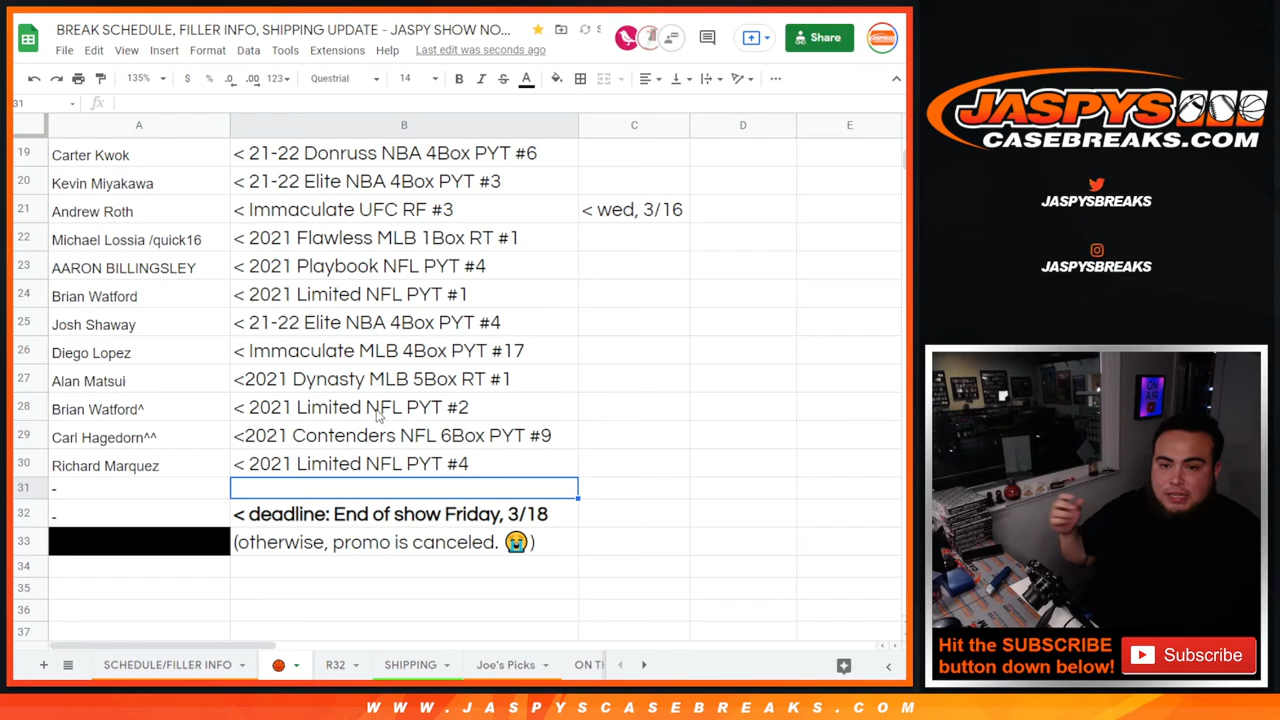 BREAK SCHEDULE, FILLER INFO, SHIPPING UPDATE - JASPY SHOW NO...
File Edit View Insert Format Data Tools Extensions Help Last edit was seconds ago
Share
135% $ % .0 .00 123 Questrial 14 B I S A
31 fx
A B C D E
19 Carter Kwok < 21-22 Donruss NBA 4Box PYT #6
20 Kevin Miyakawa < 21-22 Elite NBA 4Box PYT #3
21 Andrew Roth < Immaculate UFC RF #3 < wed, 3/16
22 Michael Lossia /quick16 < 2021 Flawless MLB 1Box RT #1
23 AARON BILLINGSLEY < 2021 Playbook NFL PYT #4
24 Brian Watford < 2021 Limited NFL PYT #1
25 Josh Shaway < 21-22 Elite NBA 4Box PYT #4
26 Diego Lopez < Immaculate MLB 4Box PYT #17
27 Alan Matsui <2021 Dynasty MLB 5Box RT #1
28 Brian Watford^ < 2021 Limited NFL PYT #2
29 Carl Hagedorn^^ <2021 Contenders NFL 6Box PYT #9
30 Richard Marquez < 2021 Limited NFL PYT #4
31 -
32 - < deadline: End of show Friday, 3/18
33 (otherwise, promo is canceled. 😭)
34
35
36
37
SCHEDULE/FILLER INFO 🏀 R32 SHIPPING Joe's Picks ON T
JASPYS
CASEBREAKS.COM
JASPYSBREAKS
JASPYSBREAKS
ON AIR
Hit the SUBSCRIBE
button down below!
Subscribe
WWW.JASPYSCASEBREAKS.COM